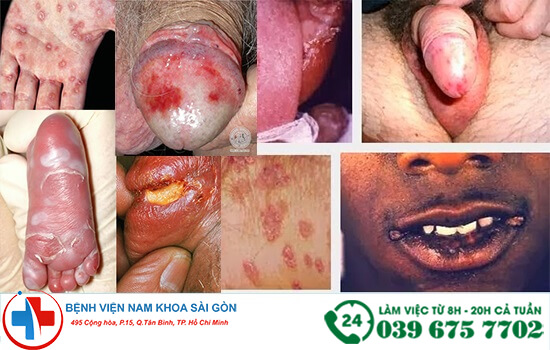 BỆNH VIỆN NAM KHOA SÀI GÒN
495 Cộng hòa, P.15, Q.Tân Bình, TP. Hồ Chí Minh
24
LÀM VIỆC TỪ 8H - 20H CẢ TUẦN
039 675 7702